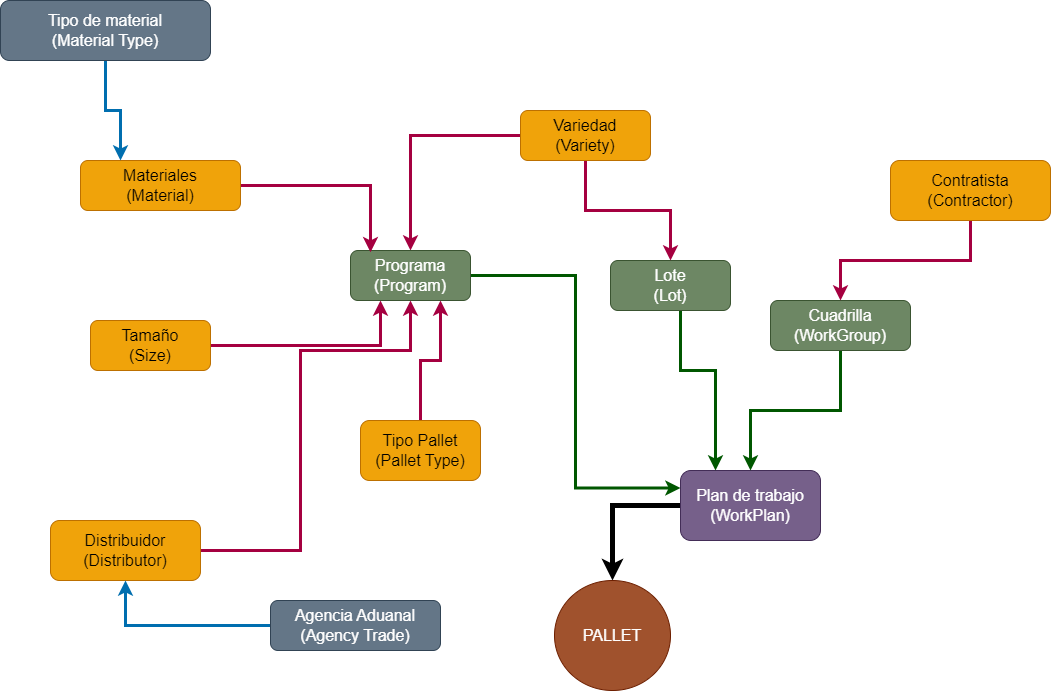 Tipo de material
(Material Type)
Variedad
(Variety)
Materiales
(Material)
Contratista
(Contractor)
Programa
(Program)
Lote
(Lot)
Cuadrilla
(WorkGroup)
Tamaño
(Size)
Tipo Pallet
(Pallet Type)
Plan de trabajo
(WorkPlan)
Distribuidor
(Distributor)
Agencia Aduanal
(Agency Trade)
PALLET